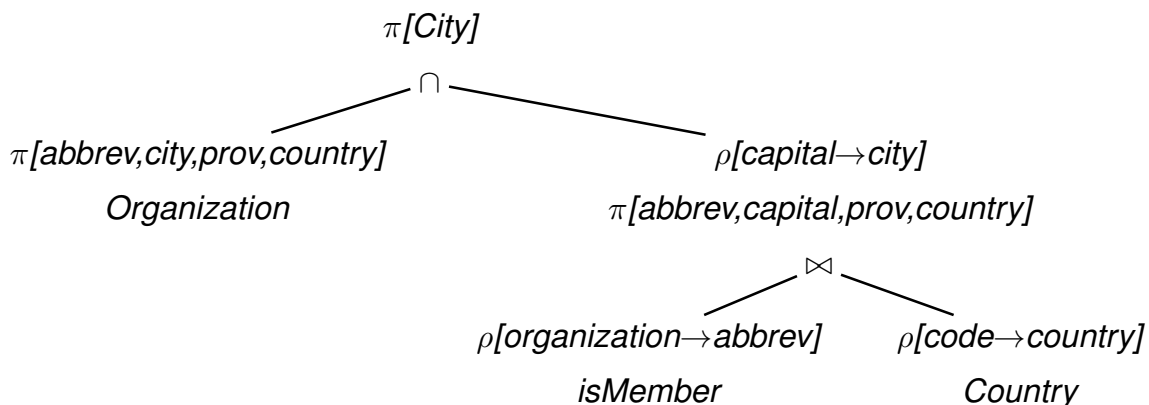 π[City]
∩
π[abbrev,city,prov,country] ρ[capital→city]
Organization π[abbrev,capital,prov,country]
⋈
ρ[organization→abbrev] ρ[code→country]
isMember Country